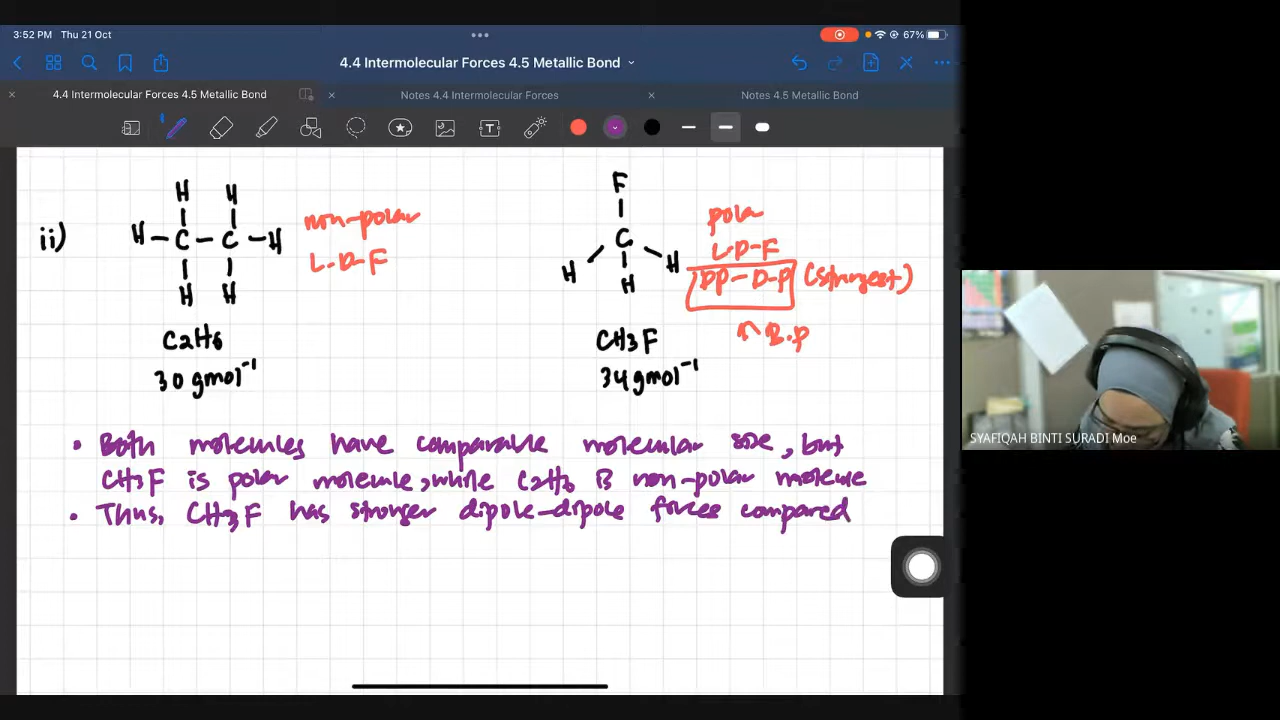 3:52 PM Thu 21 Oct
67%
4.4 Intermolecular Forces 4.5 Metallic Bond
4.4 Intermolecular Forces 4.5 Metallic Bond
Notes 4.4 Intermolecular Forces
Notes 4.5 Metallic Bond
H H
ii) H-C-C-H
H H
non-polar
L-D-F
C2H6
30 gmol-1
F
C
H H H
polar
L-D-F
DP-D-P (strongest)
↑ B.p
CH3F
34 gmol-1
• Both molecules have comparable molecular size, but
CH3F is polar molecule, while C2H6 is non-polar molecule
• Thus, CH3F has stronger dipole-dipole forces compared
SYAFIQAH BINTI SURADI Moe